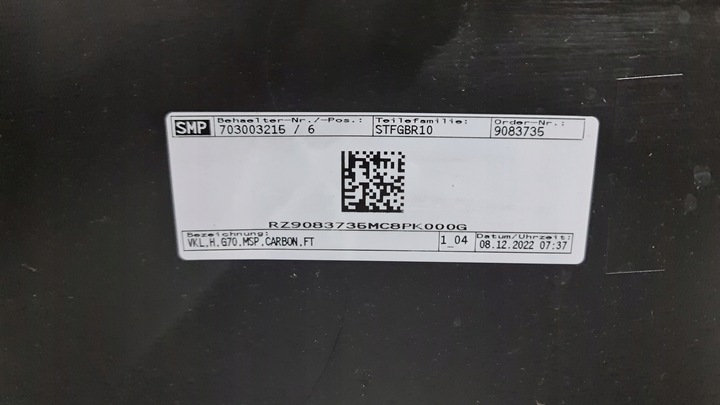 SMP
Behaelter-Nr./-Pos.: Teilefamilie: Order-Nr.:
703003215 / 6 STFGBR10 9083735
RZ9083735MC8PK000G
Bezeichnung Datum/Uhrzeit:
VKL.H.G70.MSP.CARBON.FT 1_04 08.12.2022 07:37